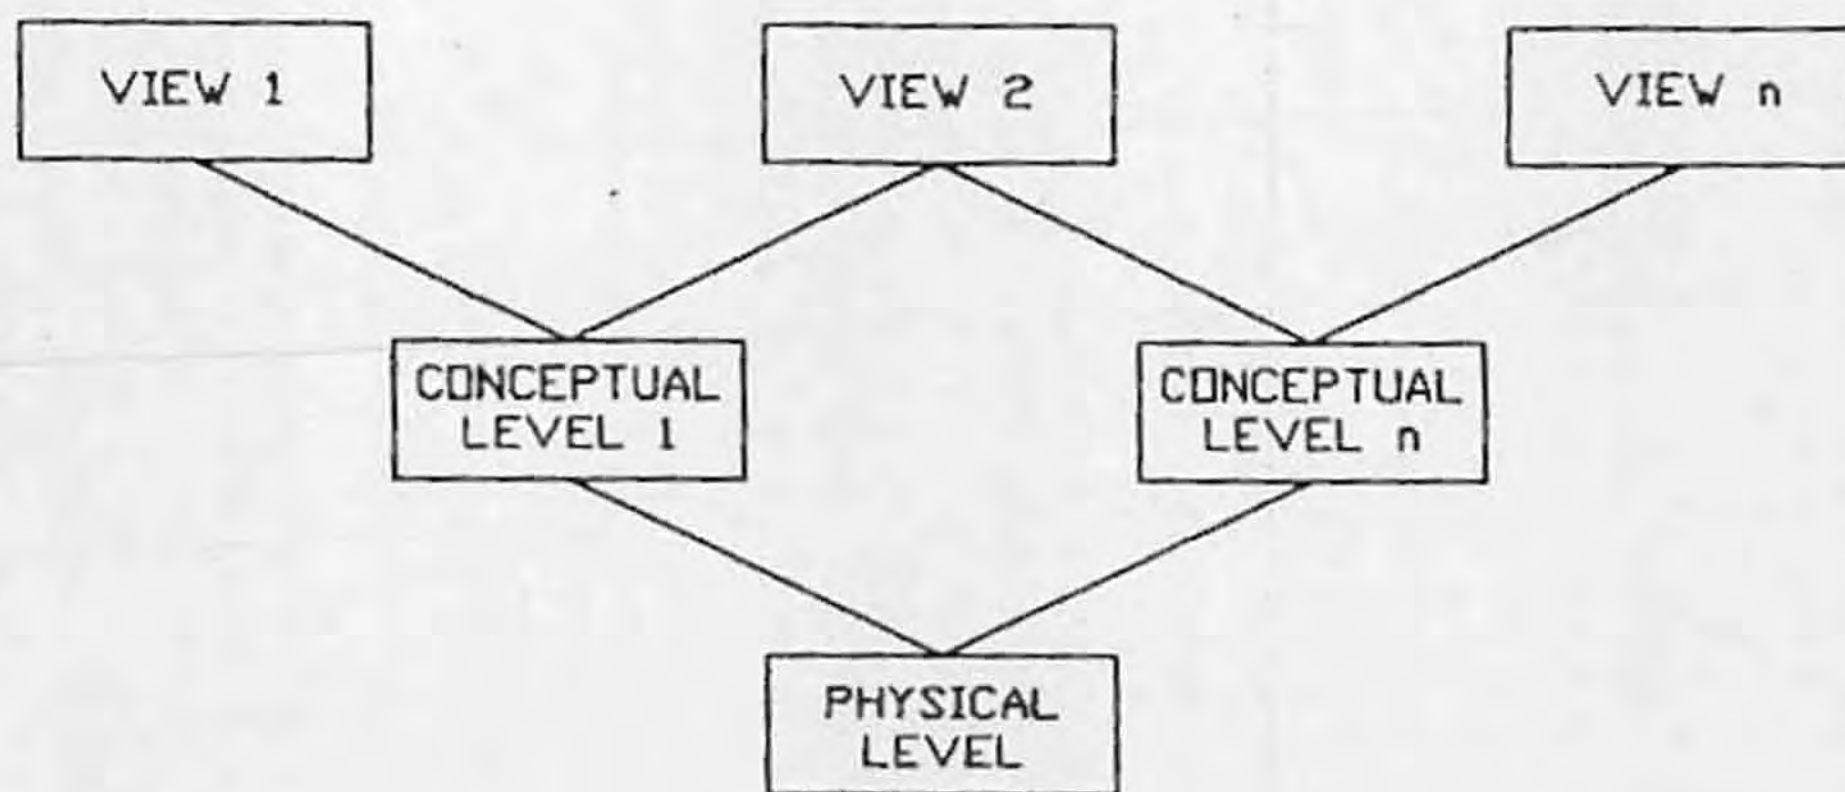 VIEW 1
VIEW 2
VIEW n
CONCEPTUAL
LEVEL 1
CONCEPTUAL
LEVEL n
PHYSICAL
LEVEL